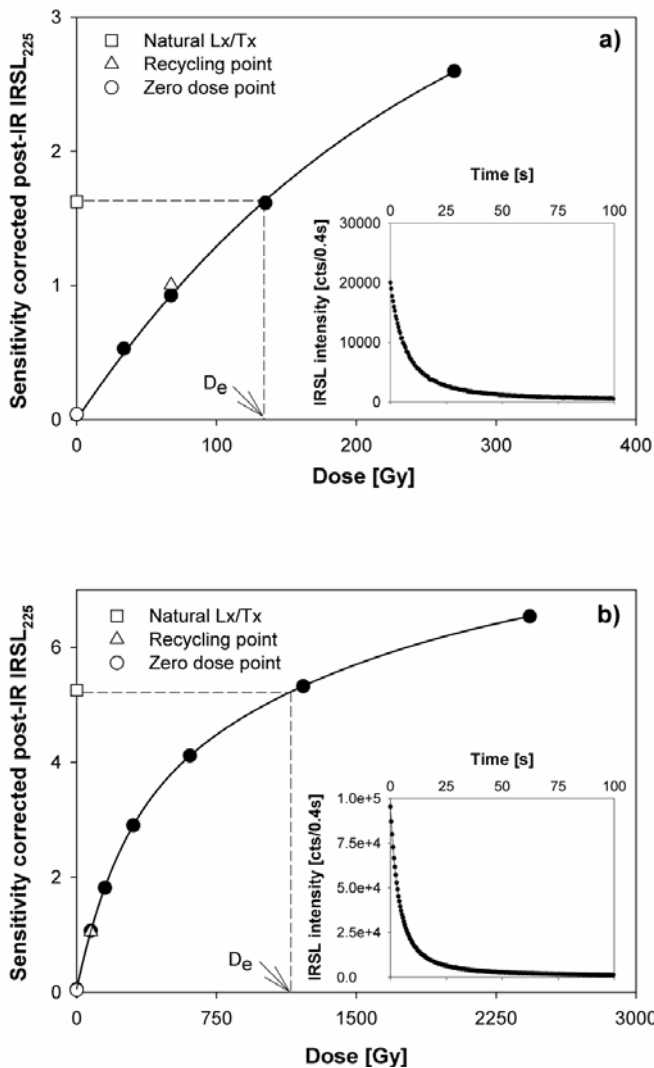 3
a)
Natural Lx/Tx
Recycling point
Zero dose point
Sensitivity corrected post-IR IRSL225
2
Time [s]
0 25 50 75 100
30000
20000
10000
0
IRSL intensity [cts/0.4s]
1
De
0
0 100 200 300 400
Dose [Gy]
b)
Natural Lx/Tx
Recycling point
Zero dose point
Sensitivity corrected post-IR IRSL225
6
4
Time [s]
0 25 50 75 100
1.0e+5
7.5e+4
5.0e+4
2.5e+4
0.0
IRSL intensity [cts/0.4s]
2
De
0
0 750 1500 2250 3000
Dose [Gy]